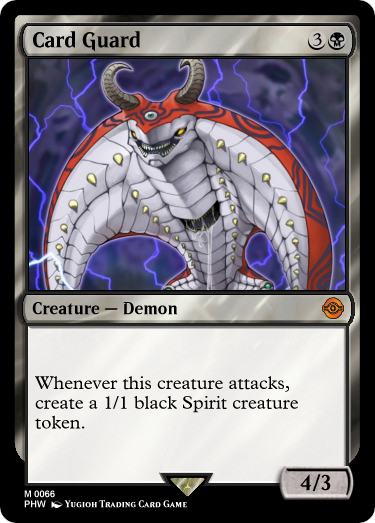 Card Guard 3
Creature — Demon
Whenever this creature attacks,
create a 1/1 black Spirit creature
token.
4/3
M 0066
PHW Yugioh Trading Card Game